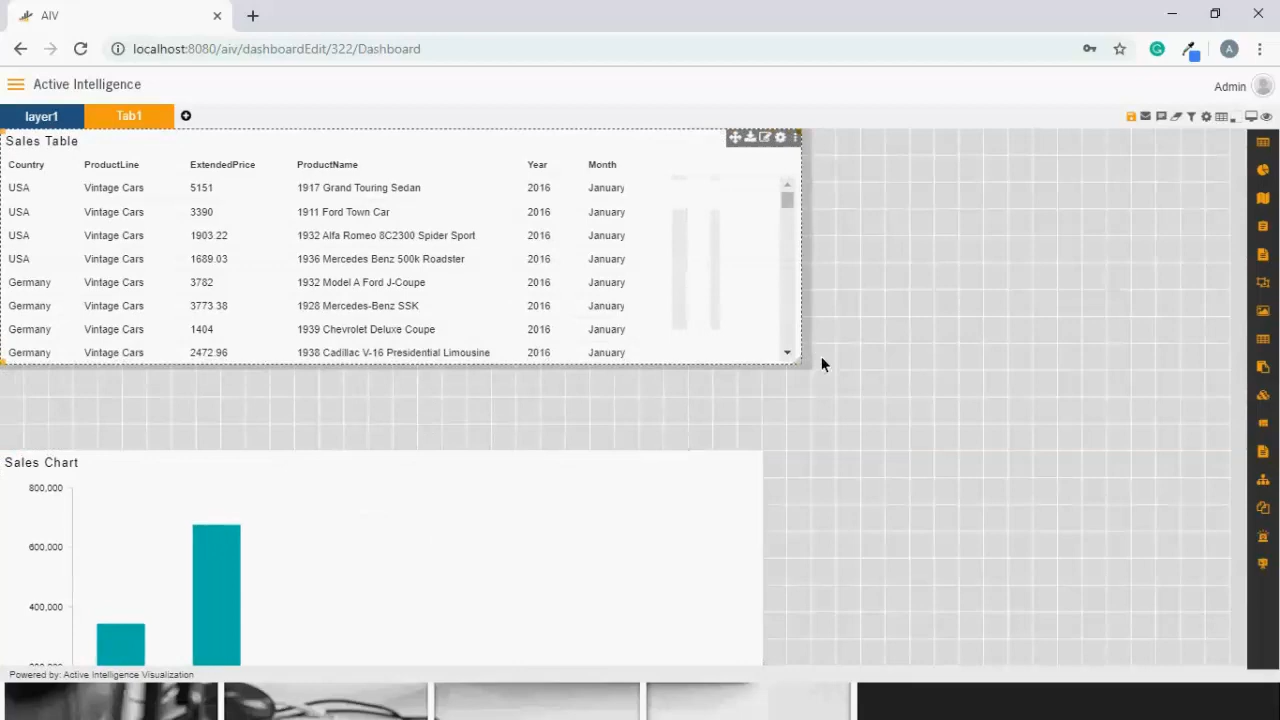 AIV
localhost:8080/aiv/dashboardEdit/322/Dashboard
A
Active Intelligence
Admin
layer1 Tab1
Sales Table
Country ProductLine ExtendedPrice ProductName Year Month
USA Vintage Cars 5151 1917 Grand Touring Sedan 2016 January
USA Vintage Cars 3390 1911 Ford Town Car 2016 January
USA Vintage Cars 1903.22 1932 Alfa Romeo 8C2300 Spider Sport 2016 January
USA Vintage Cars 1689.03 1936 Mercedes Benz 500k Roadster 2016 January
Germany Vintage Cars 3782 1932 Model A Ford J-Coupe 2016 January
Germany Vintage Cars 3773.38 1928 Mercedes-Benz SSK 2016 January
Germany Vintage Cars 1404 1939 Chevrolet Deluxe Coupe 2016 January
Germany Vintage Cars 2472.96 1938 Cadillac V-16 Presidential Limousine 2016 January
Sales Chart
800,000
600,000
400,000
200,000
Powered by: Active Intelligence Visualization